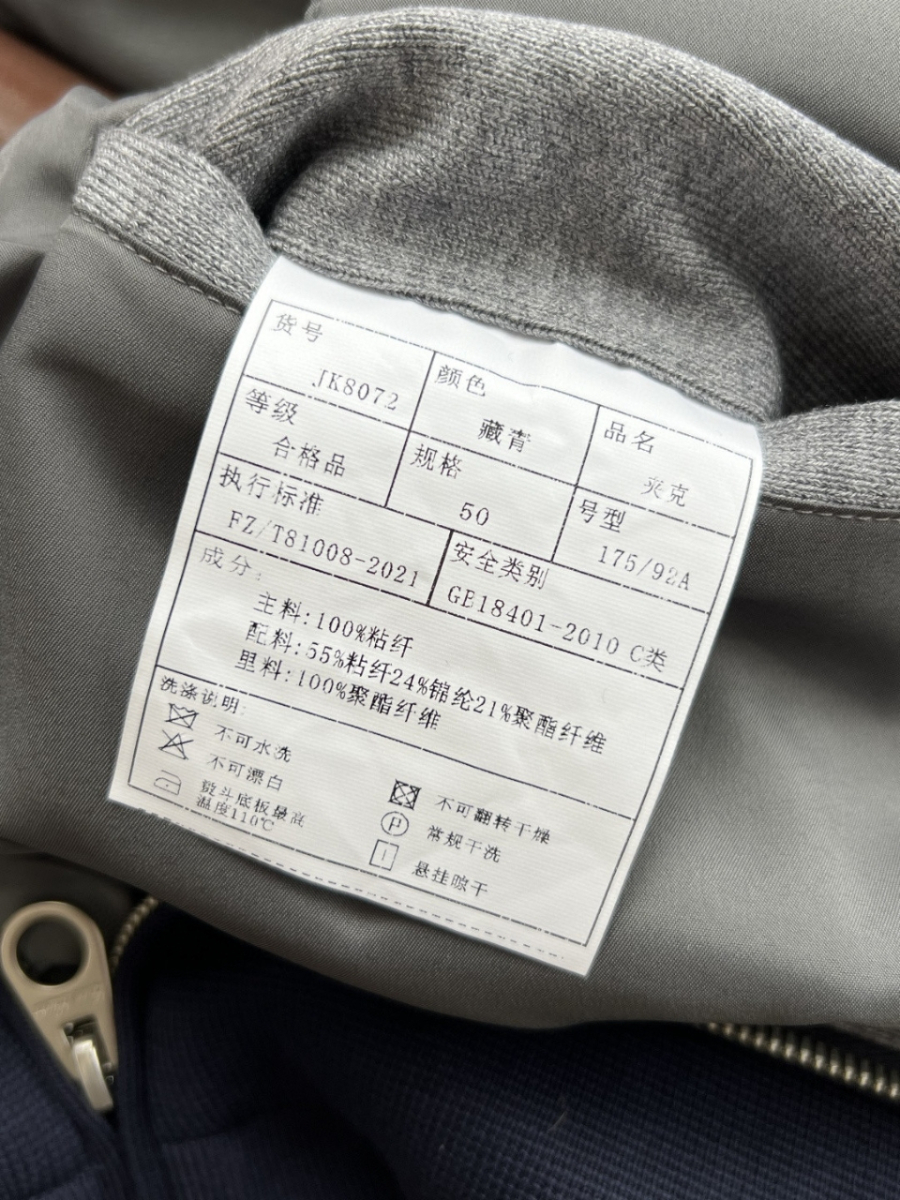 货号
JK8072
颜色
藏青
品名
夹克
等级
合格品
规格
50
号型
175/92A
执行标准
FZ/T81008-2021
安全类别
GB18401-2010 C类
成分:
主料:100%粘纤
配料:55%粘纤24%锦纶21%聚酯纤维
里料:100%聚酯纤维
洗涤说明:
不可水洗
不可漂白
熨斗底板最高
温度110℃
不可翻转干燥
P
常规干洗
悬挂晾干